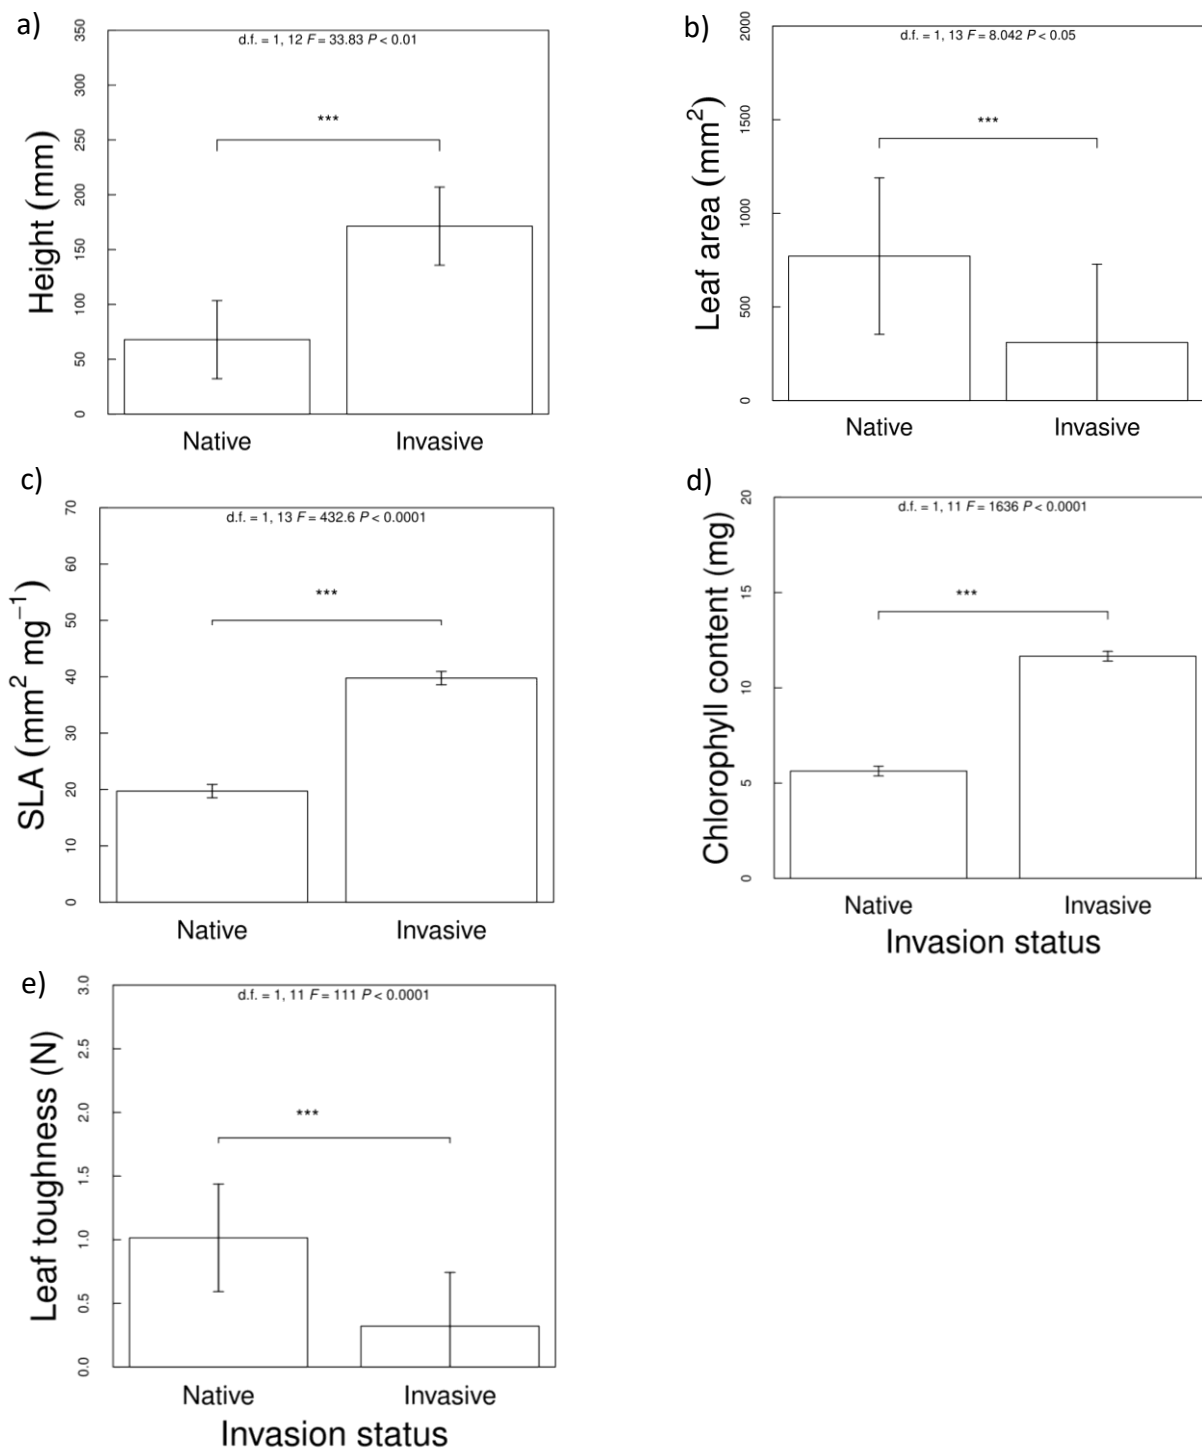 a)
d.f. = 1, 12 F = 33.83 P < 0.01
***
Height (mm)
350
300
250
200
150
100
50
0
Native Invasive
b)
d.f. = 1, 13 F = 8.042 P < 0.05
***
Leaf area (mm²)
2000
1500
1000
500
0
Native Invasive
c)
d.f. = 1, 13 F = 432.6 P < 0.0001
***
SLA (mm² mg⁻¹)
70
60
50
40
30
20
10
0
Native Invasive
d)
d.f. = 1, 11 F = 1636 P < 0.0001
***
Chlorophyll content (mg)
20
15
10
5
0
Native Invasive
Invasion status
e)
d.f. = 1, 11 F = 111 P < 0.0001
***
Leaf toughness (N)
3.0
2.5
2.0
1.5
1.0
0.5
0.0
Native Invasive
Invasion status